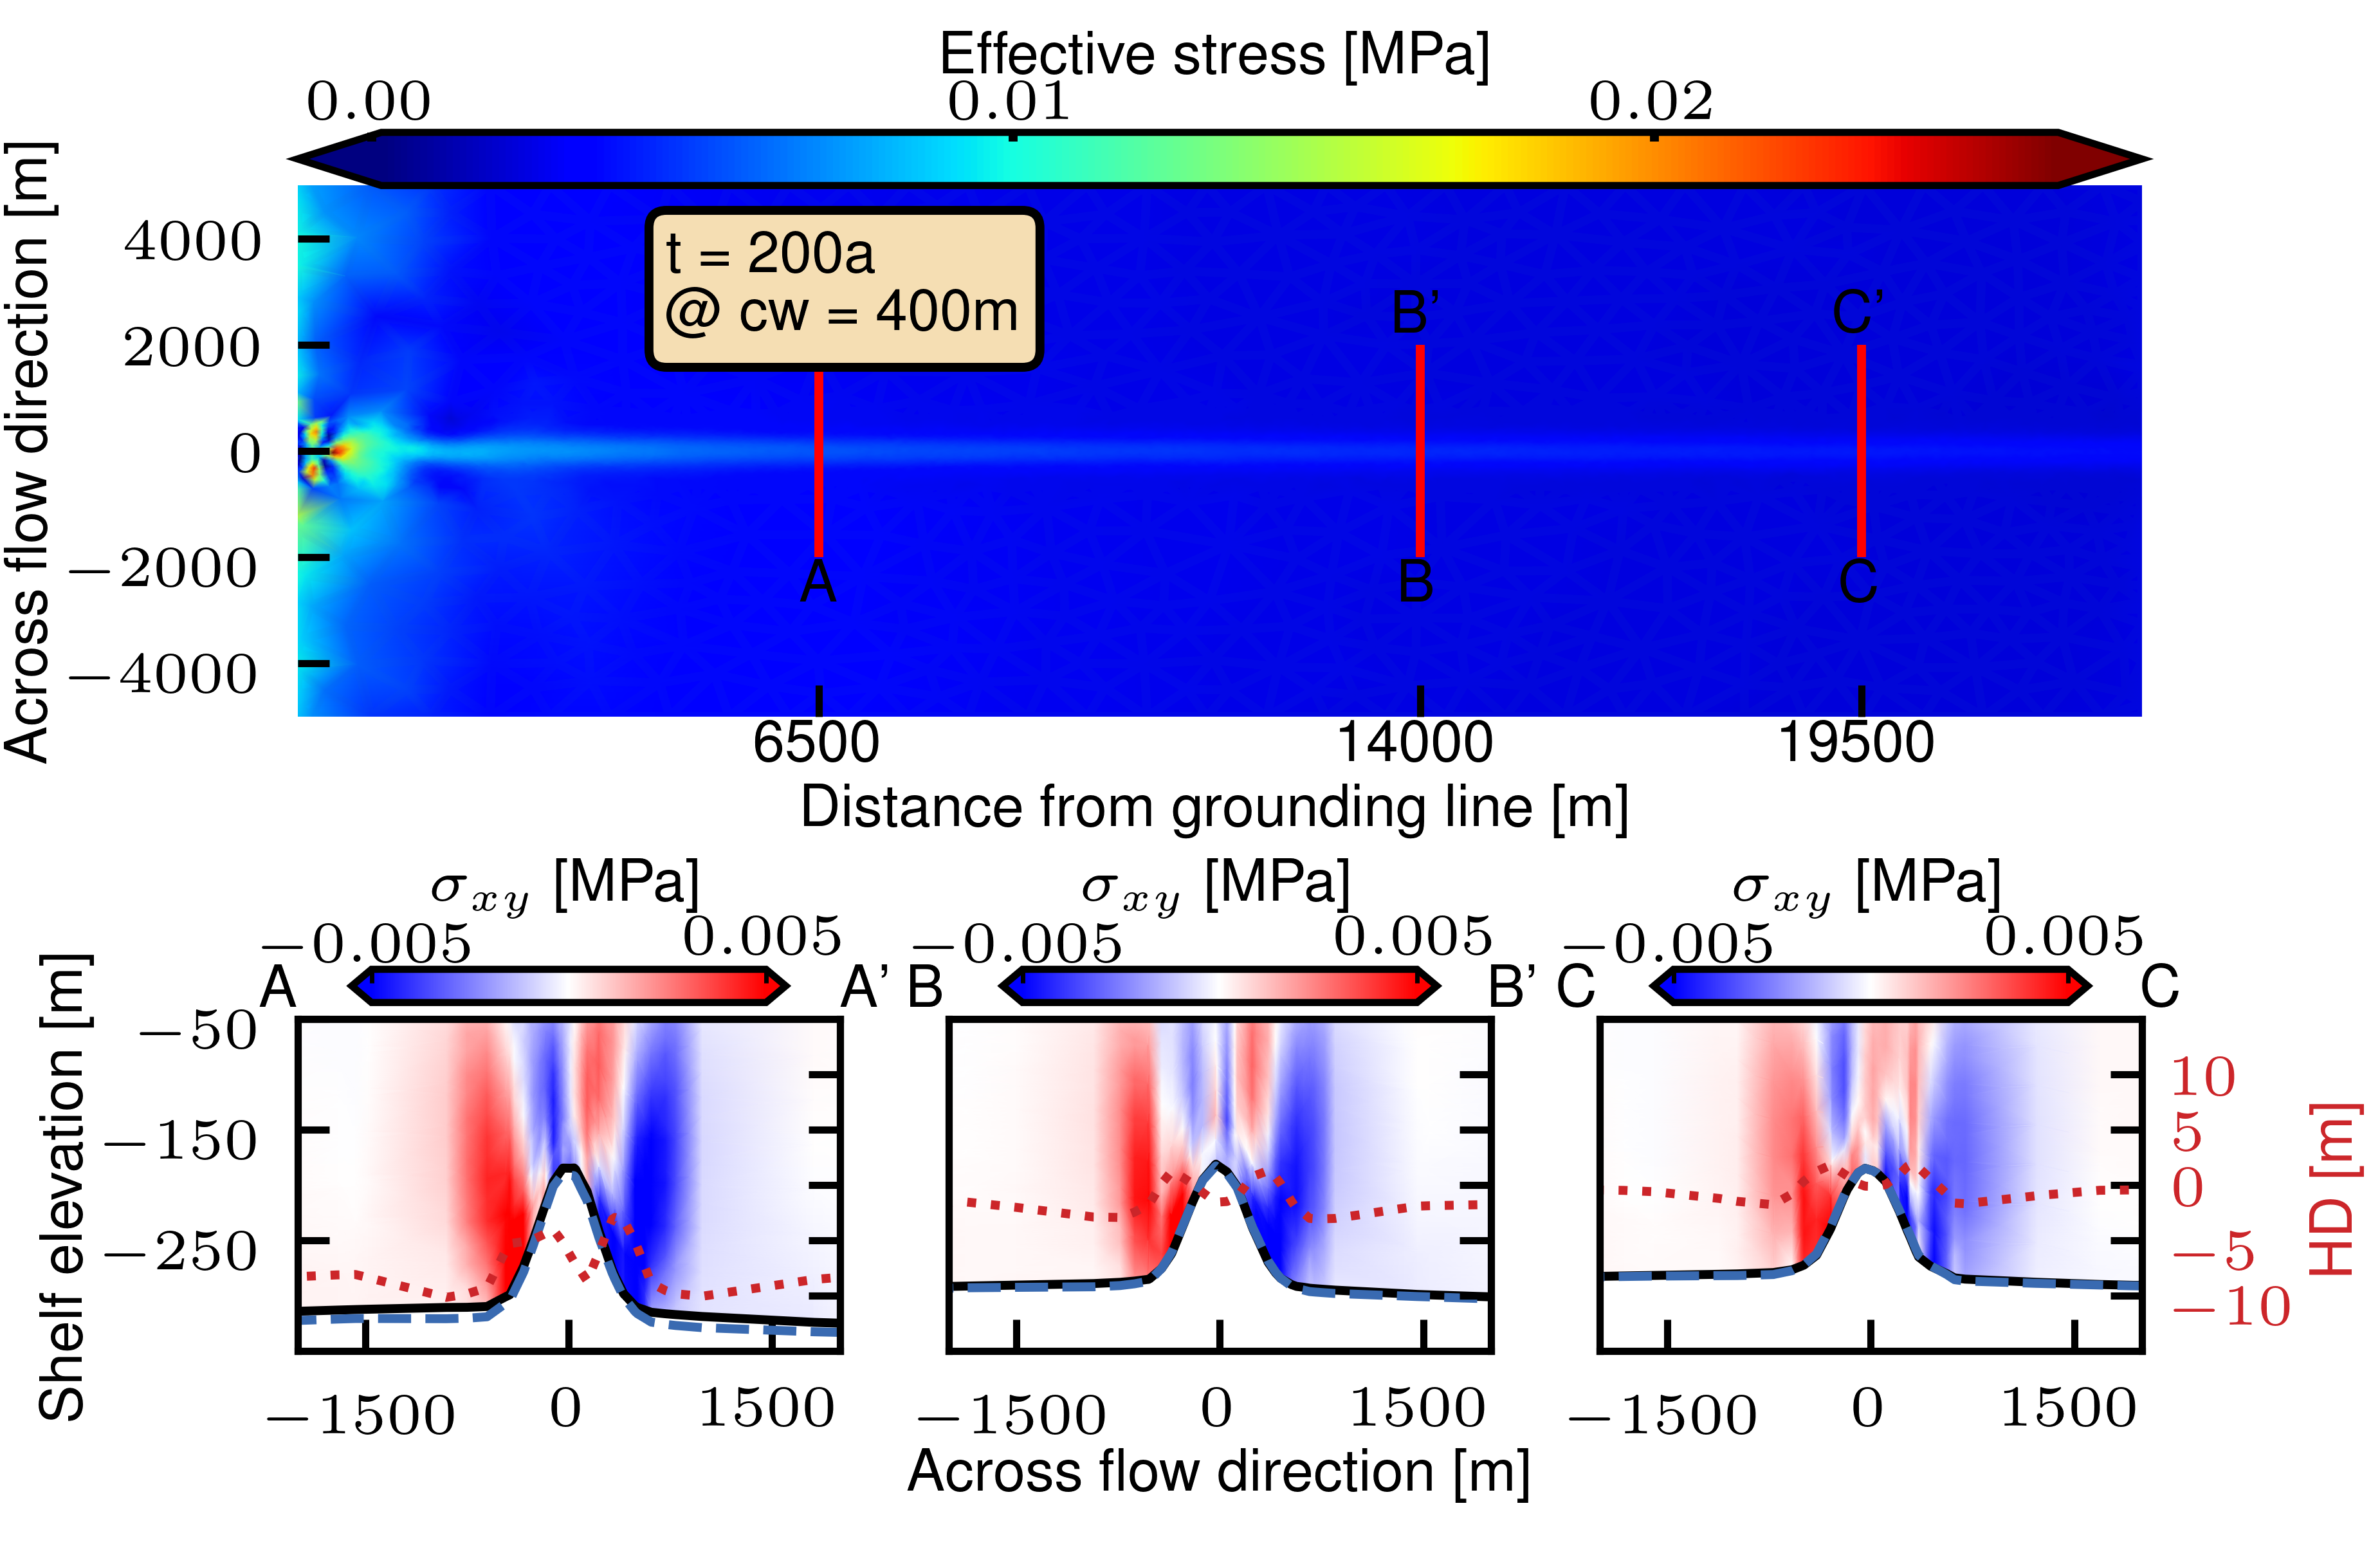 Effective stress [MPa]
0.00 0.01 0.02
Across flow direction [m]
4000
2000
0
−2000
−4000
t = 200a
@ cw = 400m
B’ C’
A B C
6500 14000 19500
Distance from grounding line [m]
σxy [MPa] σxy [MPa] σxy [MPa]
−0.005 0.005 −0.005 0.005 −0.005 0.005
A A’ B B’ C C
Shelf elevation [m]
−50
−150
−250
10
5
0
−5
−10
HD [m]
−1500 0 1500 −1500 0 1500 −1500 0 1500
Across flow direction [m]